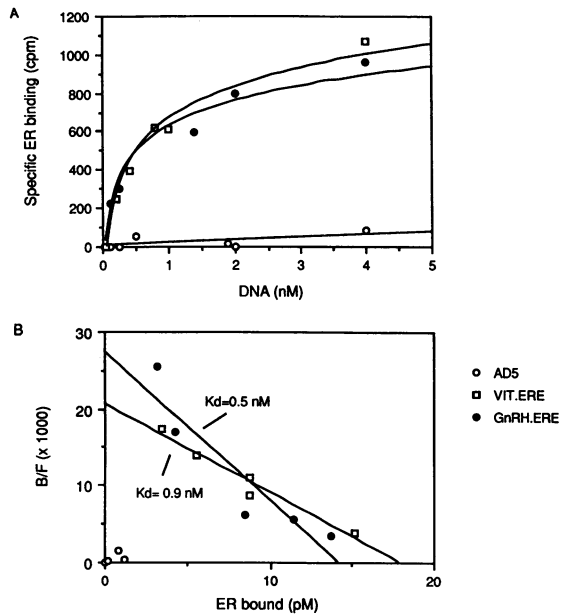 A
Specific ER binding (cpm)
1200
1000
800
600
400
200
0
0
1
2
3
4
5
DNA (nM)
B
B/F (x 1000)
30
20
10
0
Kd=0.5 nM
Kd= 0.9 nM
0
10
20
ER bound (pM)
AD5
VIT.ERE
GnRH.ERE